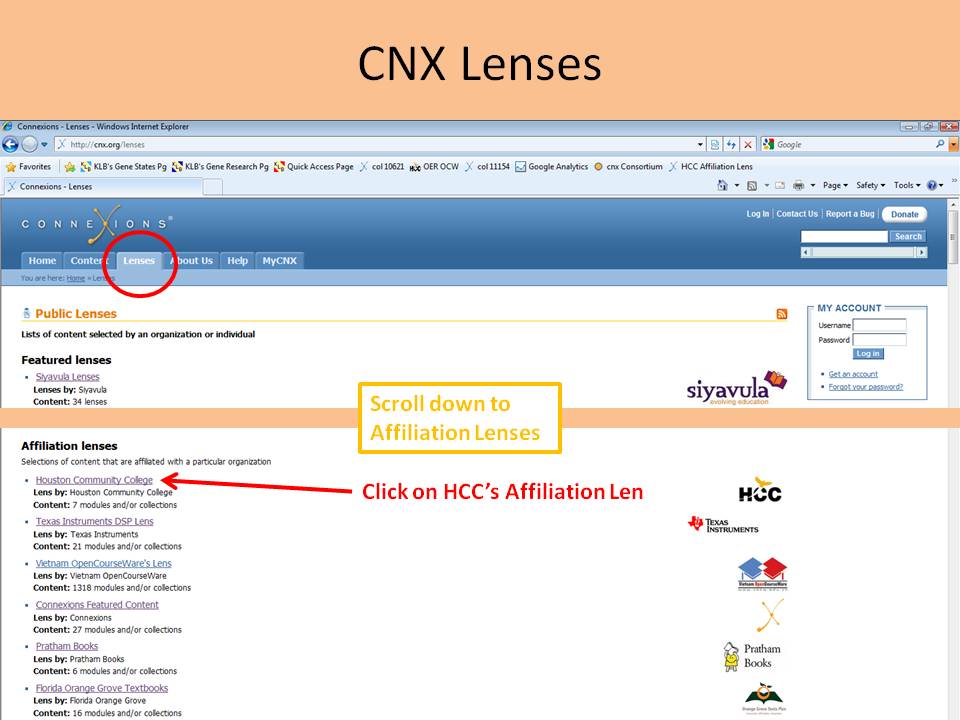 CNX Lenses
Connexions - Lenses - Windows Internet Explorer
http://cnx.org/lenses
Google
Favorites KLB's Gene States Pg KLB's Gene Research Pg Quick Access Page col 10621 OER OCW col 11154 Google Analytics cnx Consortium HCC Affiliation Lens
Connexions - Lenses
Page Safety Tools
CONNEXIONS®
Log In | Contact Us | Report a Bug | Donate
Search
Home Content Lenses About Us Help MyCNX
You are here: Home » Lenses
Public Lenses
Lists of content selected by an organization or individual
MY ACCOUNT
Username
Password
Log in
Get an account
Forgot your password?
Featured lenses
Siyavula Lenses
Lenses by: Siyavula
Content: 34 lenses
siyavula
evolving education
Scroll down to
Affiliation Lenses
Affiliation lenses
Selections of content that are affiliated with a particular organization
Houston Community College
Lens by: Houston Community College
Content: 7 modules and/or collections
Click on HCC's Affiliation Len
HCC
Texas Instruments DSP Lens
Lens by: Texas Instruments
Content: 21 modules and/or collections
TEXAS
INSTRUMENTS
Vietnam OpenCourseWare's Lens
Lens by: Vietnam OpenCourseWare
Content: 1318 modules and/or collections
Vietnam OpenCourseWare
Connexions Featured Content
Lens by: Connexions
Content: 27 modules and/or collections
Pratham Books
Lens by: Pratham Books
Content: 6 modules and/or collections
Pratham
Books
Florida Orange Grove Textbooks
Lens by: Florida Orange Grove
Content: 16 modules and/or collections
Orange Grove Texts Plus